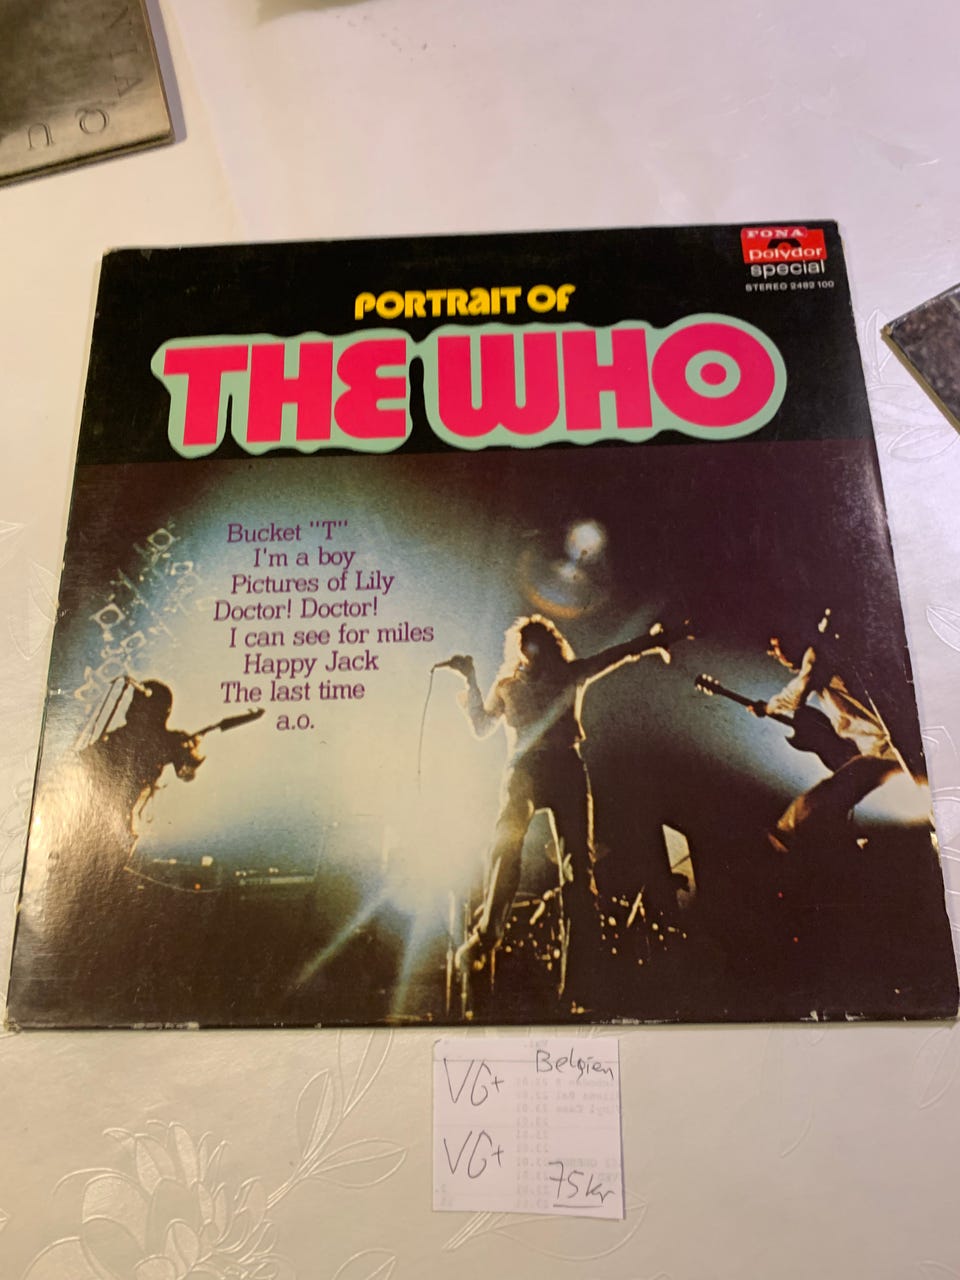 N I A Q U
FONA
Polydor
special
STEREO 2482 100
PORTRAIT OF
THE WHO
Bucket "T"
I'm a boy
Pictures of Lily
Doctor! Doctor!
I can see for miles
Happy Jack
The last time
a.o.
Belgien
VG+
VG+
75kr